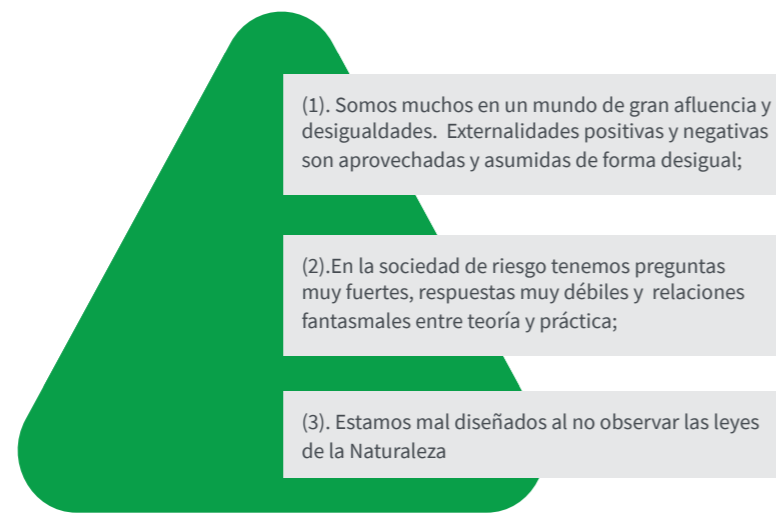 (1). Somos muchos en un mundo de gran afluencia y
desigualdades. Externalidades positivas y negativas
son aprovechadas y asumidas de forma desigual;
(2).En la sociedad de riesgo tenemos preguntas
muy fuertes, respuestas muy débiles y relaciones
fantasmales entre teoría y práctica;
(3). Estamos mal diseñados al no observar las leyes
de la Naturaleza